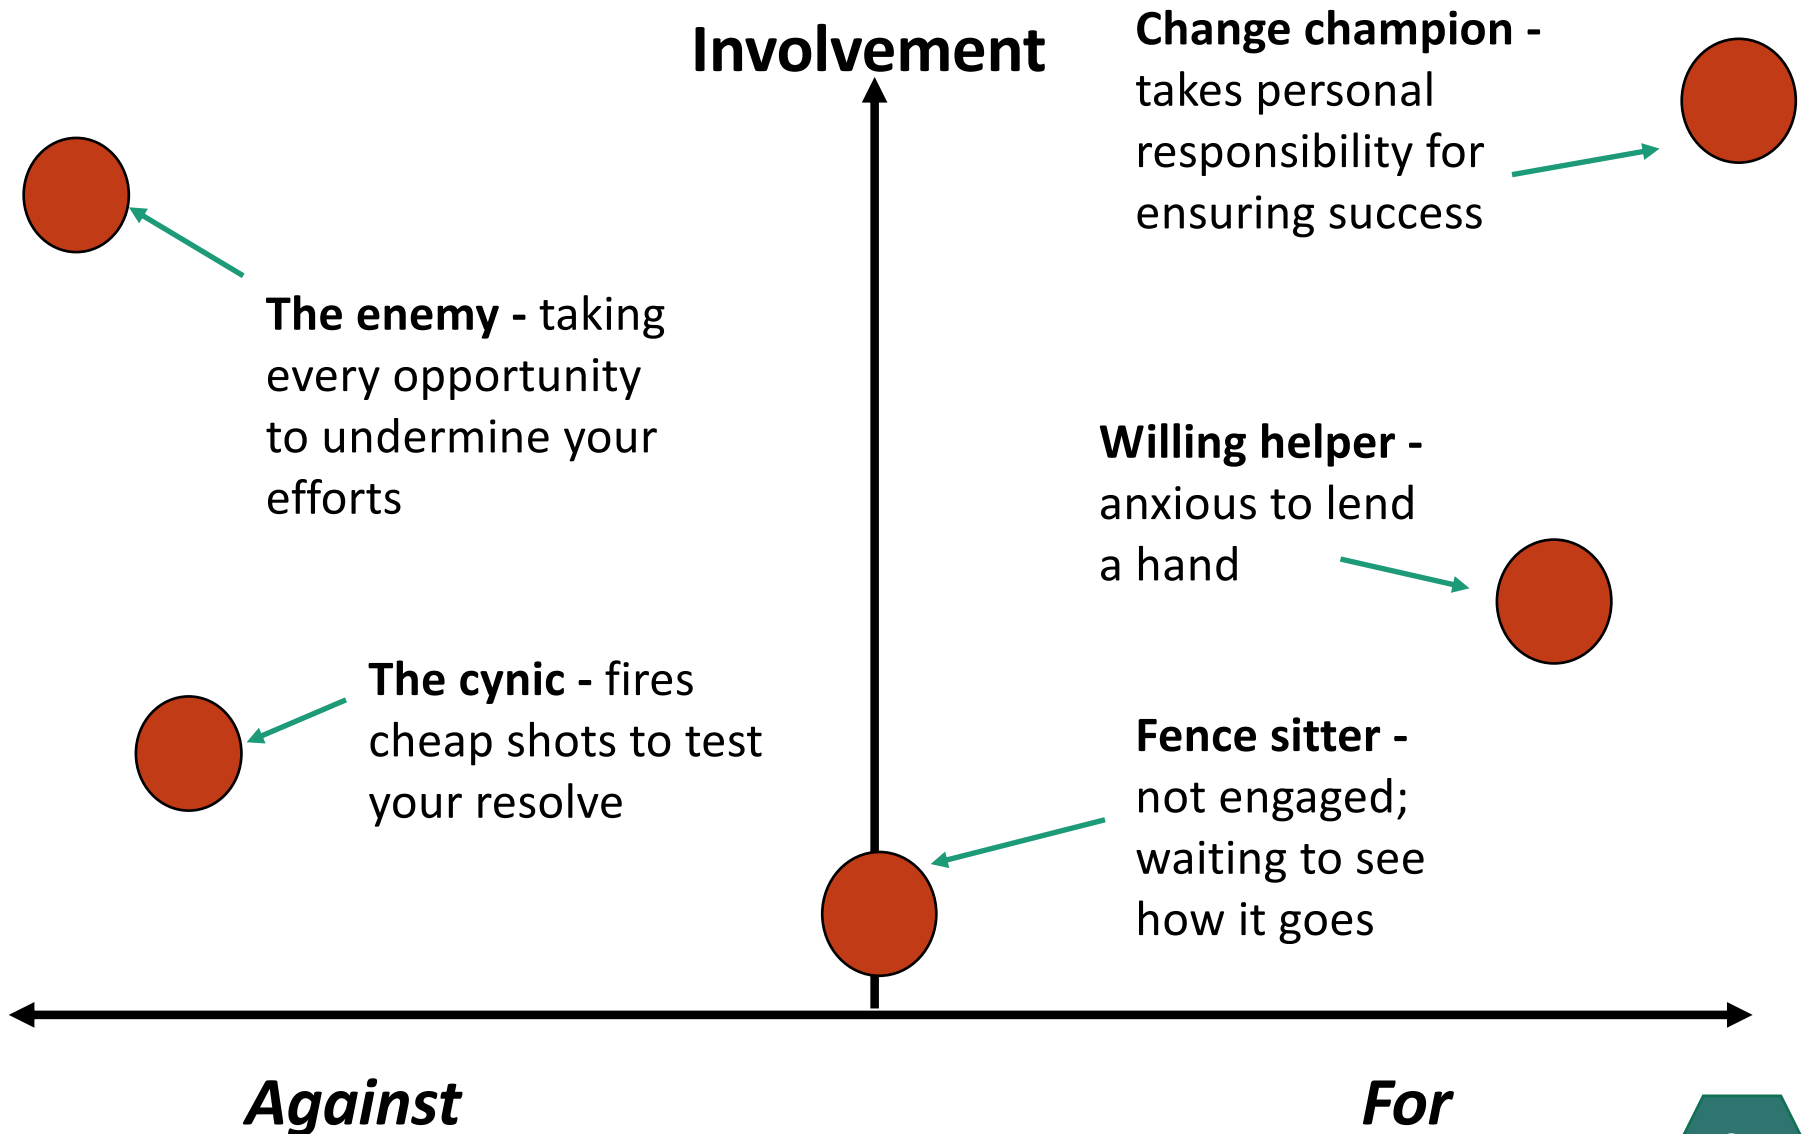 Involvement
Change champion -
takes personal
responsibility for
ensuring success
The enemy - taking
every opportunity
to undermine your
efforts
Willing helper -
anxious to lend
a hand
The cynic - fires
cheap shots to test
your resolve
Fence sitter -
not engaged;
waiting to see
how it goes
Against
For